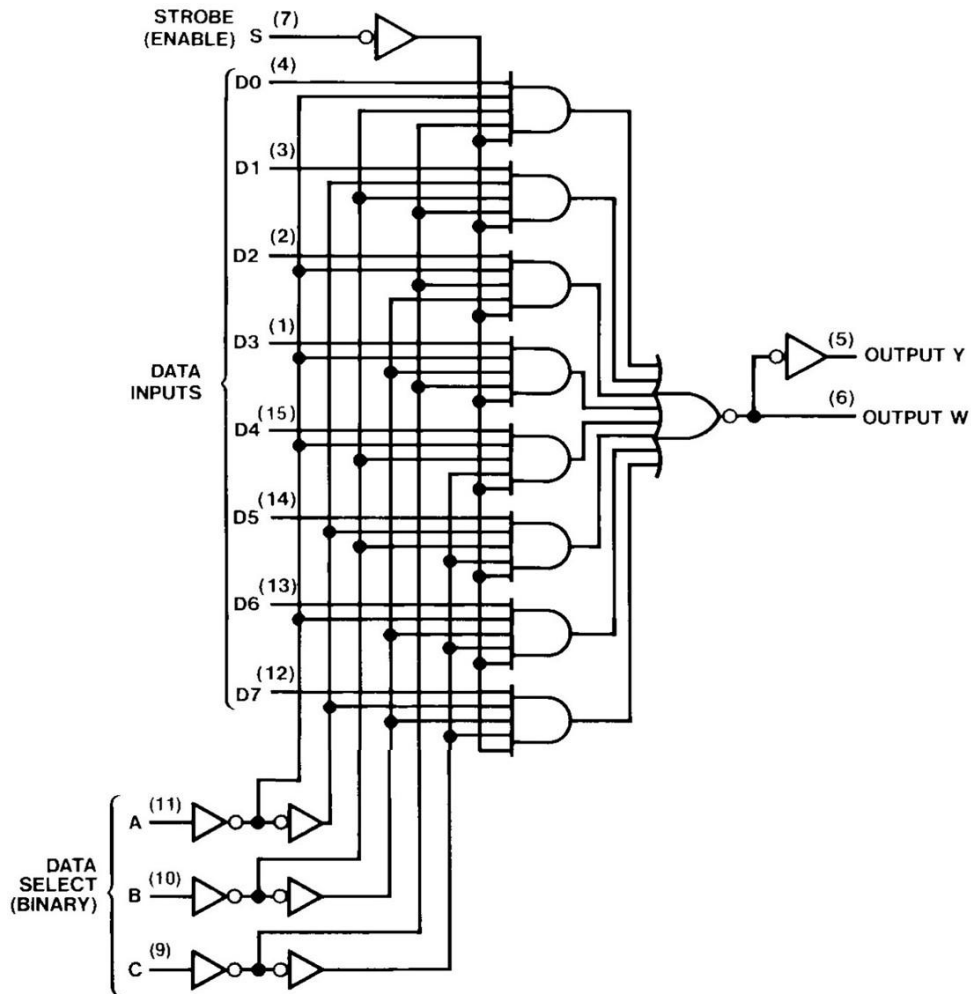 STROBE (7)
(ENABLE) S
(4)
D0
(3)
D1
(2)
D2
(1)
D3
DATA
INPUTS
(5)
OUTPUT Y
(6)
OUTPUT W
(15)
D4
(14)
D5
(13)
D6
(12)
D7
(11)
A
DATA
SELECT
(BINARY)
(10)
B
(9)
C